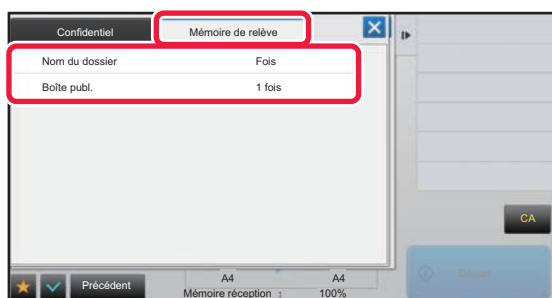 Confidentiel Mémoire de relève
Nom du dossier Fois
Boîte publ. 1 fois
CA
Départ
Précédent
A4 A4
Mémoire réception : 100%